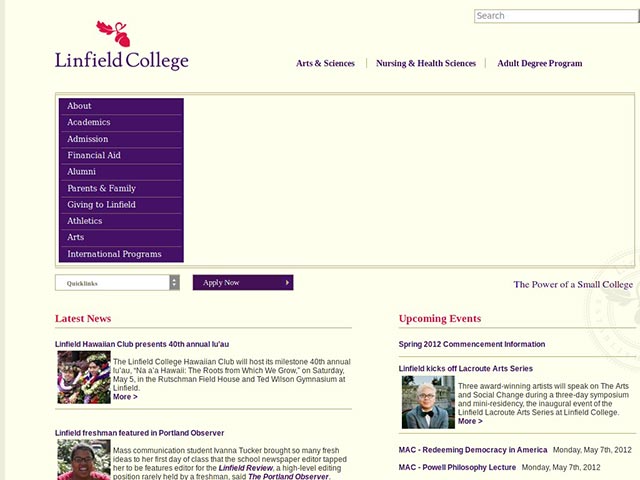 Search
Linfield College
Arts & Sciences
Nursing & Health Sciences
Adult Degree Program
About
Academics
Admission
Financial Aid
Alumni
Parents & Family
Giving to Linfield
Athletics
Arts
International Programs
Quicklinks
Apply Now
The Power of a Small College
Latest News
Linfield Hawaiian Club presents 40th annual lu'au
The Linfield College Hawaiian Club will host its milestone 40th annual
lu'au, “Na a'a Hawaii: The Roots from Which We Grow,” on Saturday,
May 5, in the Rutschman Field House and Ted Wilson Gymnasium at
Linfield.
More >
Linfield freshman featured in Portland Observer
Mass communication student Ivanna Tucker brought so many fresh
ideas to her first day of class that the school newspaper editor tapped
her to be features editor for the Linfield Review, a high-level editing
position rarely held by a freshman, said The Portland Observer.
Upcoming Events
Spring 2012 Commencement Information
Linfield kicks off Lacroute Arts Series
Three award-winning artists will speak on The Arts
and Social Change during a three-day symposium
and mini-residency, the inaugural event of the
Linfield Lacroute Arts Series at Linfield College.
More >
MAC - Redeeming Democracy in America Monday, May 7th, 2012
MAC - Powell Philosophy Lecture Monday, May 7th, 2012